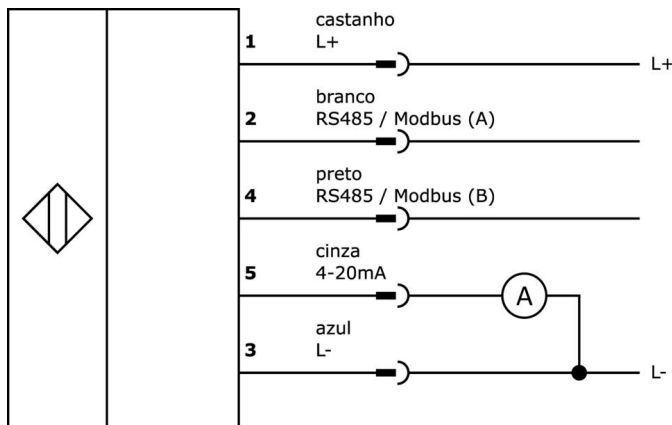 castanho
1 L+ L+
branco
2 RS485 / Modbus (A)
preto
4 RS485 / Modbus (B)
cinza
5 4-20mA A
azul
3 L- L-